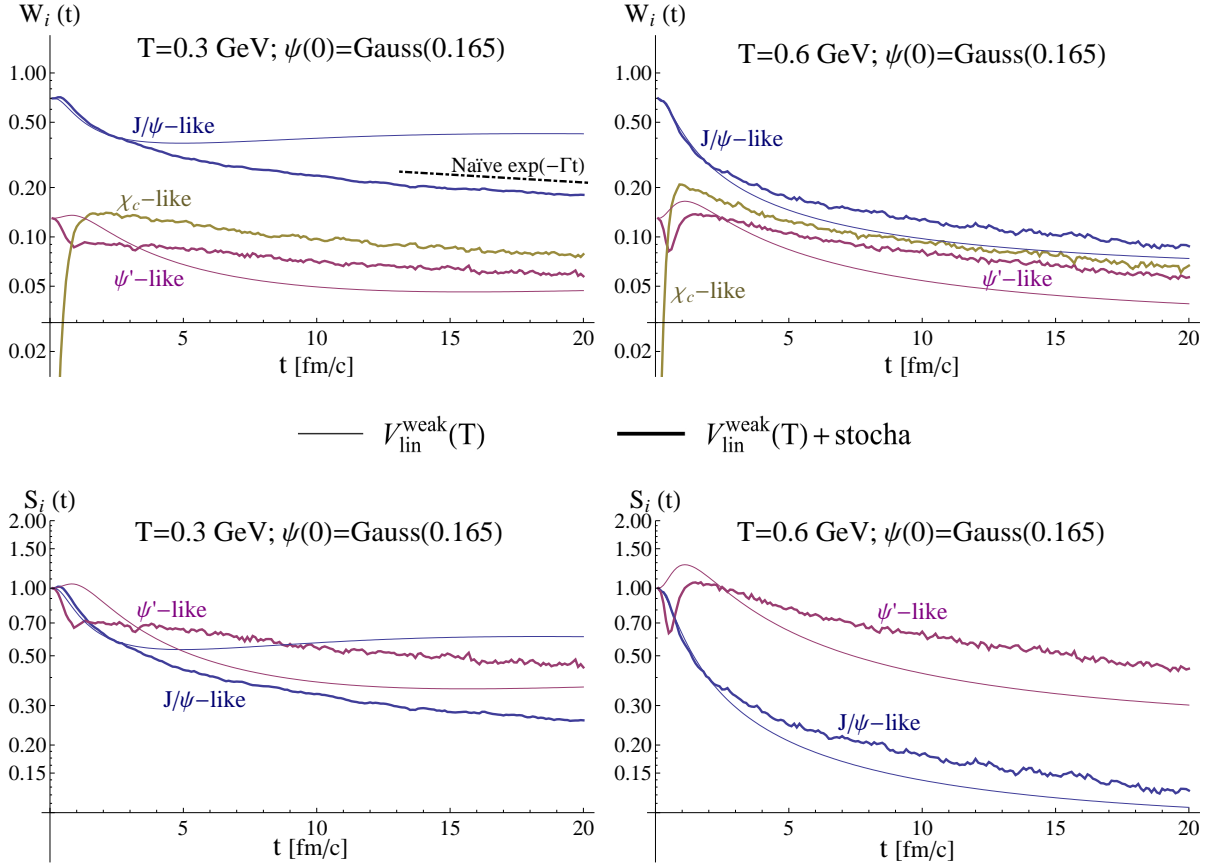 W_i (t)
T=0.3 GeV; ψ(0)=Gauss(0.165)
1.00
0.50
0.20
0.10
0.05
0.02
J/ψ−like
Naïve exp(−Γt)
χ_c−like
ψ'−like
5 10 15 20
t [fm/c]
W_i (t)
T=0.6 GeV; ψ(0)=Gauss(0.165)
1.00
0.50
0.20
0.10
0.05
0.02
J/ψ−like
ψ'−like
χ_c−like
5 10 15 20
t [fm/c]
V_lin^weak(T)
V_lin^weak(T) + stocha
S_i (t)
T=0.3 GeV; ψ(0)=Gauss(0.165)
2.00
1.50
1.00
0.70
0.50
0.30
0.20
0.15
ψ'−like
J/ψ−like
5 10 15 20
t [fm/c]
S_i (t)
T=0.6 GeV; ψ(0)=Gauss(0.165)
2.00
1.50
1.00
0.70
0.50
0.30
0.20
0.15
ψ'−like
J/ψ−like
5 10 15 20
t [fm/c]